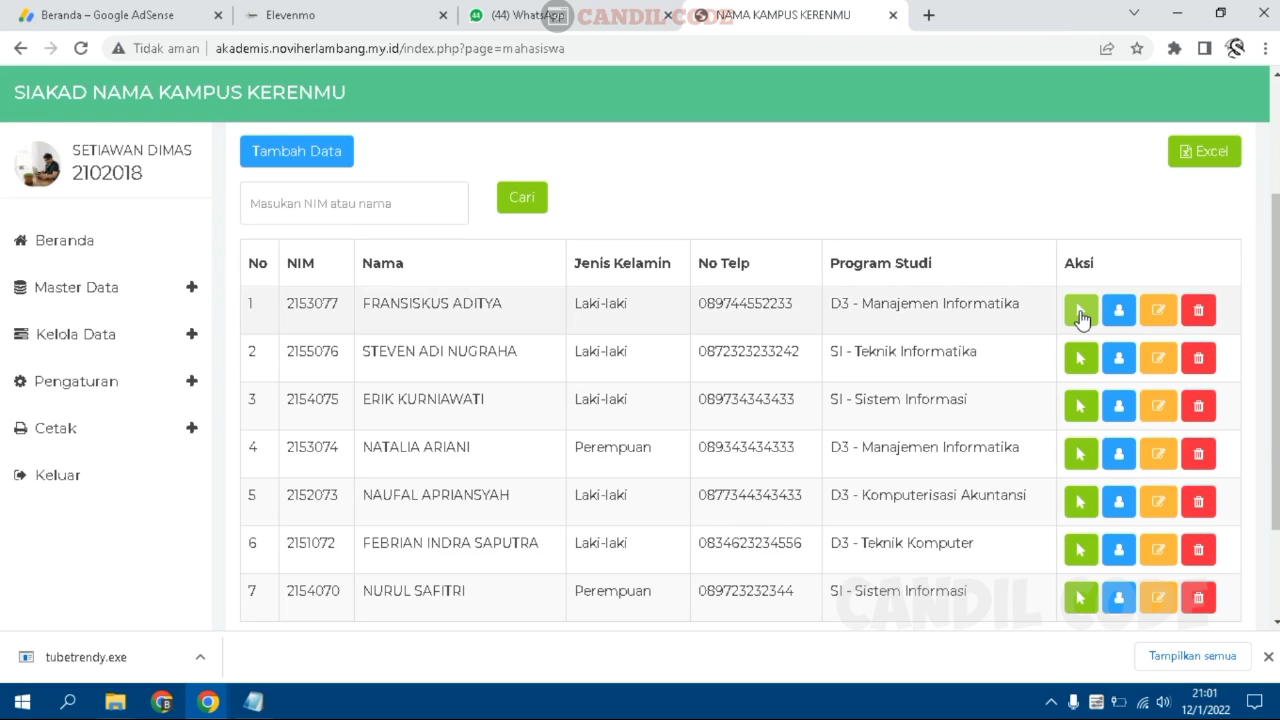 Beranda – Google AdSense
Elevenmo
(44) WhatsApp
CANDIL CODE
NAMA KAMPUS KERENMU
Tidak aman
akademis.noviherlambang.my.id/index.php?page=mahasiswa
SIAKAD NAMA KAMPUS KERENMU
SETIAWAN DIMAS
2102018
Beranda
Master Data
Kelola Data
Pengaturan
Cetak
Keluar
Tambah Data
Excel
Masukan NIM atau nama
Cari
No NIM Nama Jenis Kelamin No Telp Program Studi Aksi
1 2153077 FRANSISKUS ADITYA Laki-laki 089744552233 D3 - Manajemen Informatika
2 2155076 STEVEN ADI NUGRAHA Laki-laki 0872323233242 SI - Teknik Informatika
3 2154075 ERIK KURNIAWATI Laki-laki 089734343433 SI - Sistem Informasi
4 2153074 NATALIA ARIANI Perempuan 089343434333 D3 - Manajemen Informatika
5 2152073 NAUFAL APRIANSYAH Laki-laki 0877344343433 D3 - Komputerisasi Akuntansi
6 2151072 FEBRIAN INDRA SAPUTRA Laki-laki 0834623234556 D3 - Teknik Komputer
7 2154070 NURUL SAFITRI Perempuan 089723232344 SI - Sistem Informasi
CANDIL CODE
tubetrendy.exe
Tampilkan semua
21:01
12/1/2022